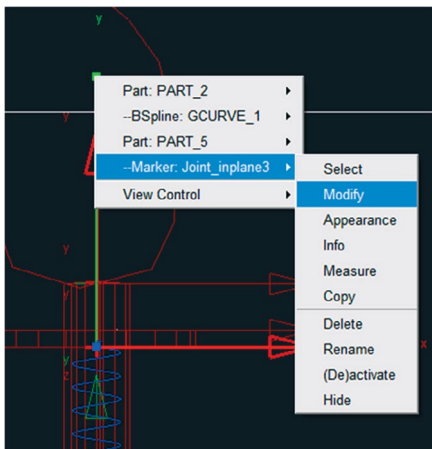 y
Part: PART_2
--BSpline: GCURVE_1
y
Part: PART_5
--Marker: Joint_inplane3
View Control
Select
Modify
Appearance
Info
Measure
Copy
Delete
Rename
(De)activate
Hide
y
y
x
y
z